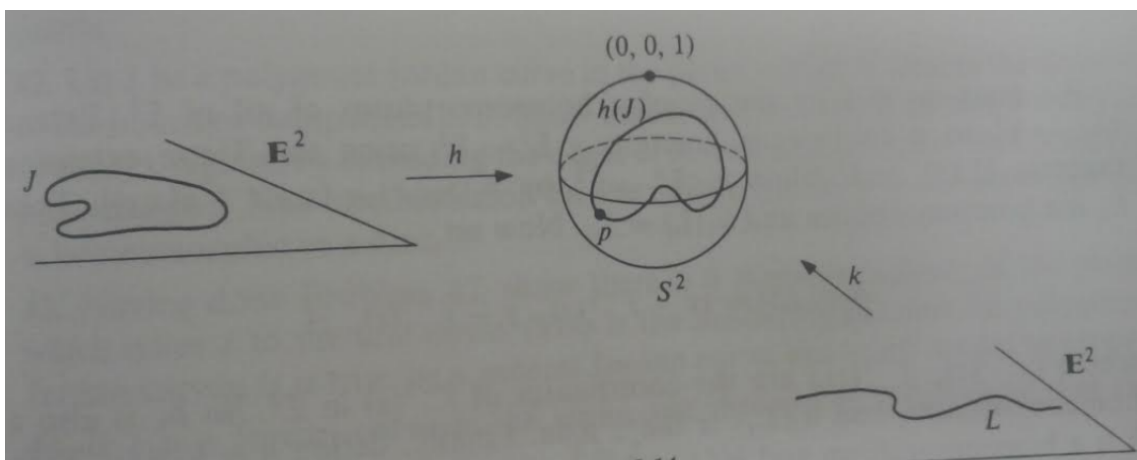 (0, 0, 1)
h(J)
J
𝔼²
h
p
S²
k
𝔼²
L